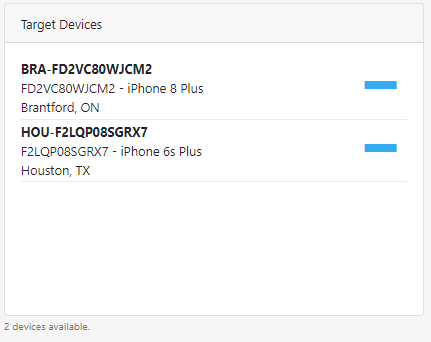 Target Devices
BRA-FD2VC80WJCM2
FD2VC80WJCM2 - iPhone 8 Plus
Brantford, ON
HOU-F2LQP08SGRX7
F2LQP08SGRX7 - iPhone 6s Plus
Houston, TX
2 devices available.